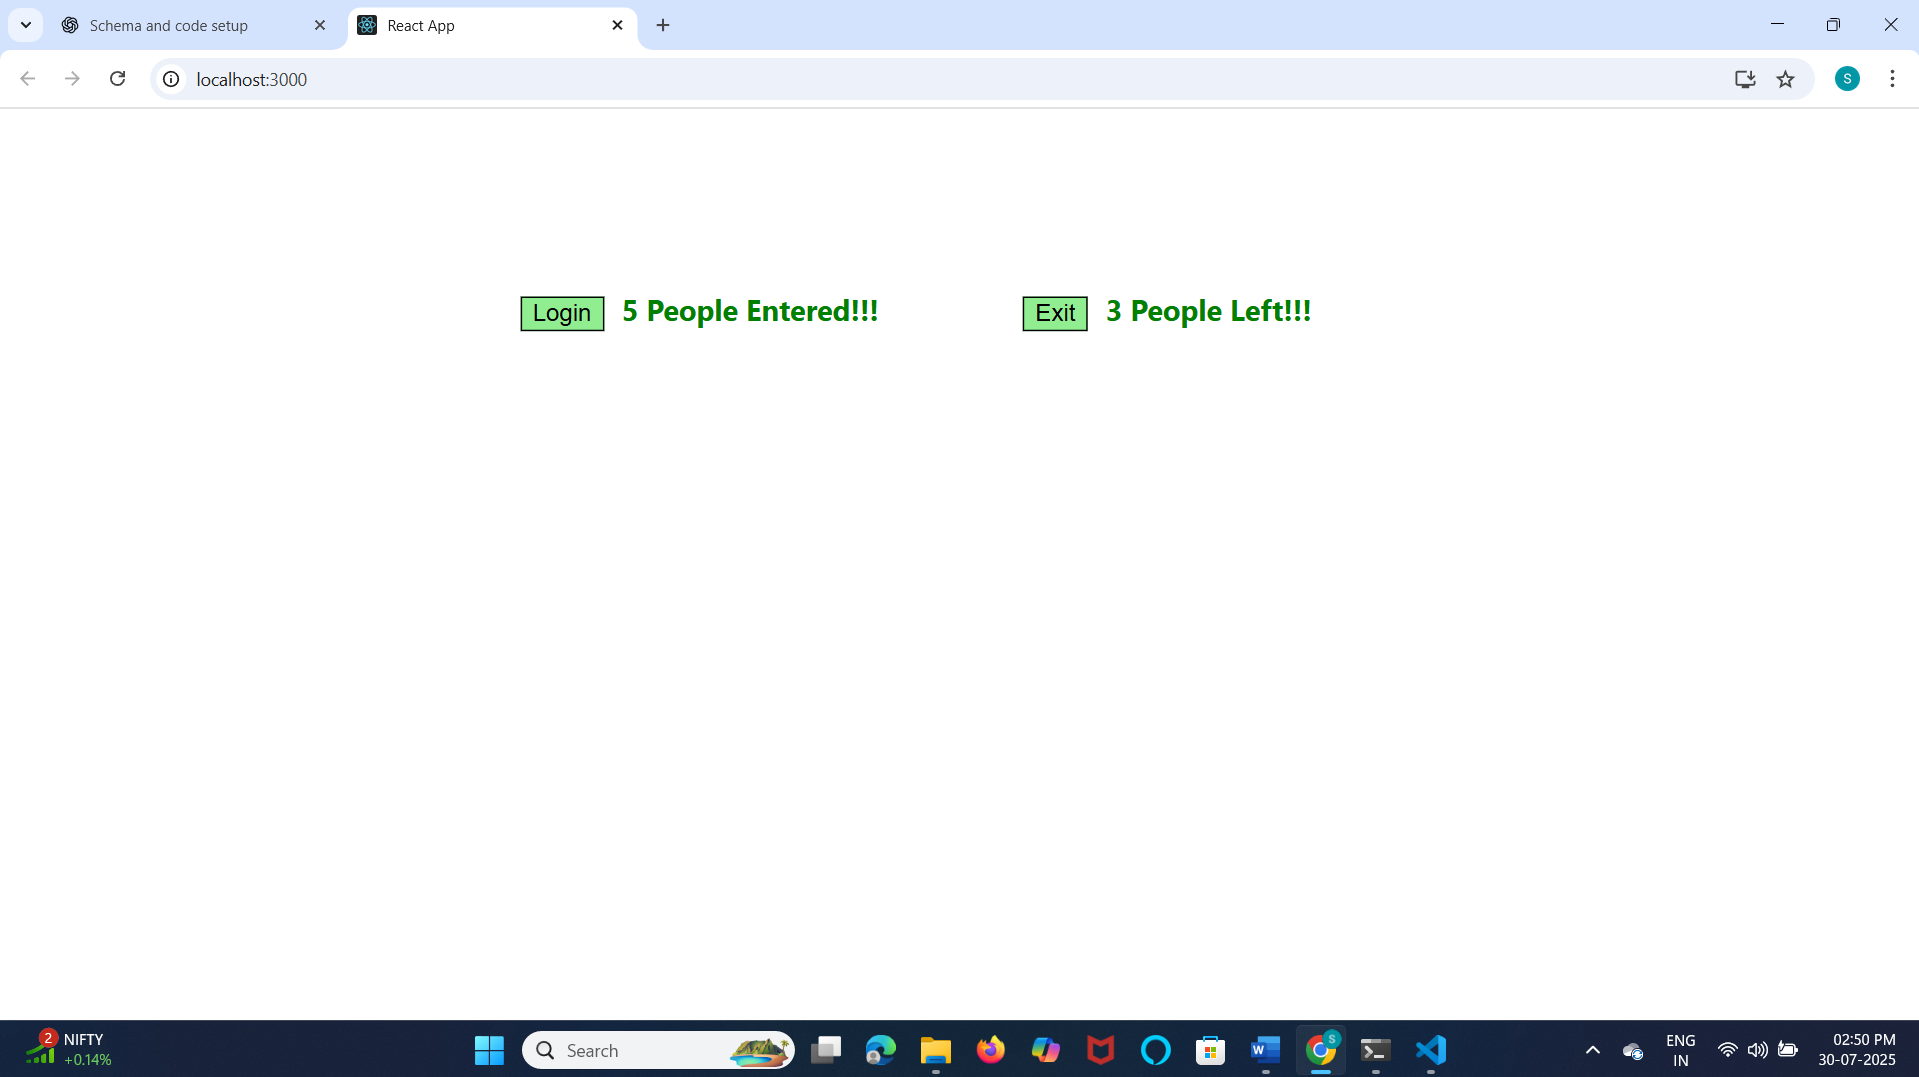 Schema and code setup
React App
localhost:3000
S
Login 5 People Entered!!! Exit 3 People Left!!!
2
NIFTY
+0.14%
Search
W
S
ENG
IN
02:50 PM
30-07-2025